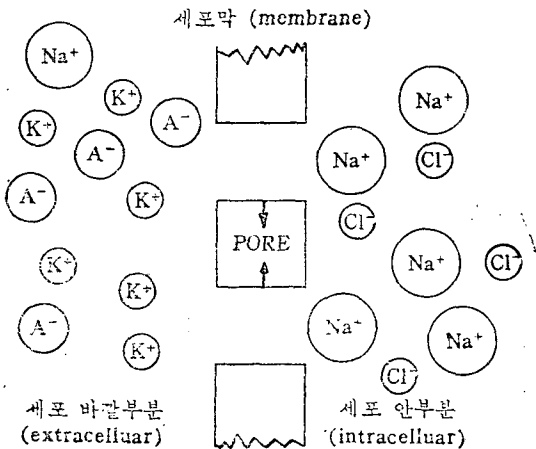 세포막 (membrane)
Na⁺
K⁺
K⁺
A⁻
A⁻
A⁻
K⁺
K⁺
K⁺
A⁻
K⁺
PORE
Na⁺
Na⁺
Cl⁻
Cl⁻
Na⁺
Cl⁻
Na⁺
Na⁺
Cl⁻
세포 바깥부분
(extracelluar)
세포 안부분
(intracelluar)